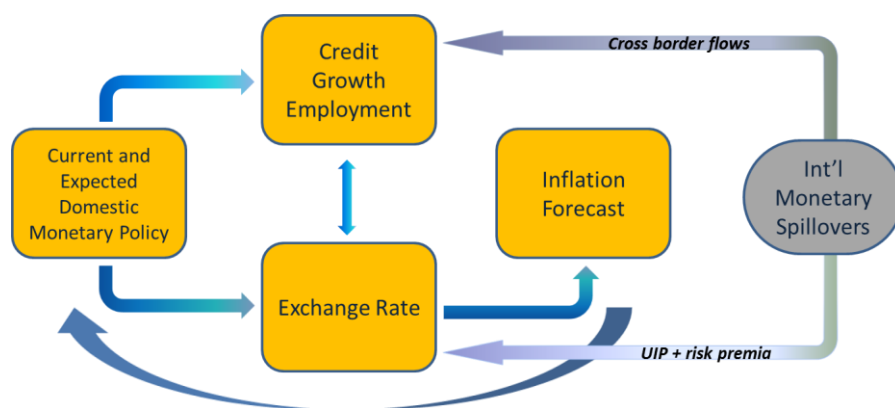 Credit
Growth
Employment
Cross border flows
Current and
Expected
Domestic
Monetary Policy
Inflation
Forecast
Int'l
Monetary
Spillovers
Exchange Rate
UIP + risk premia